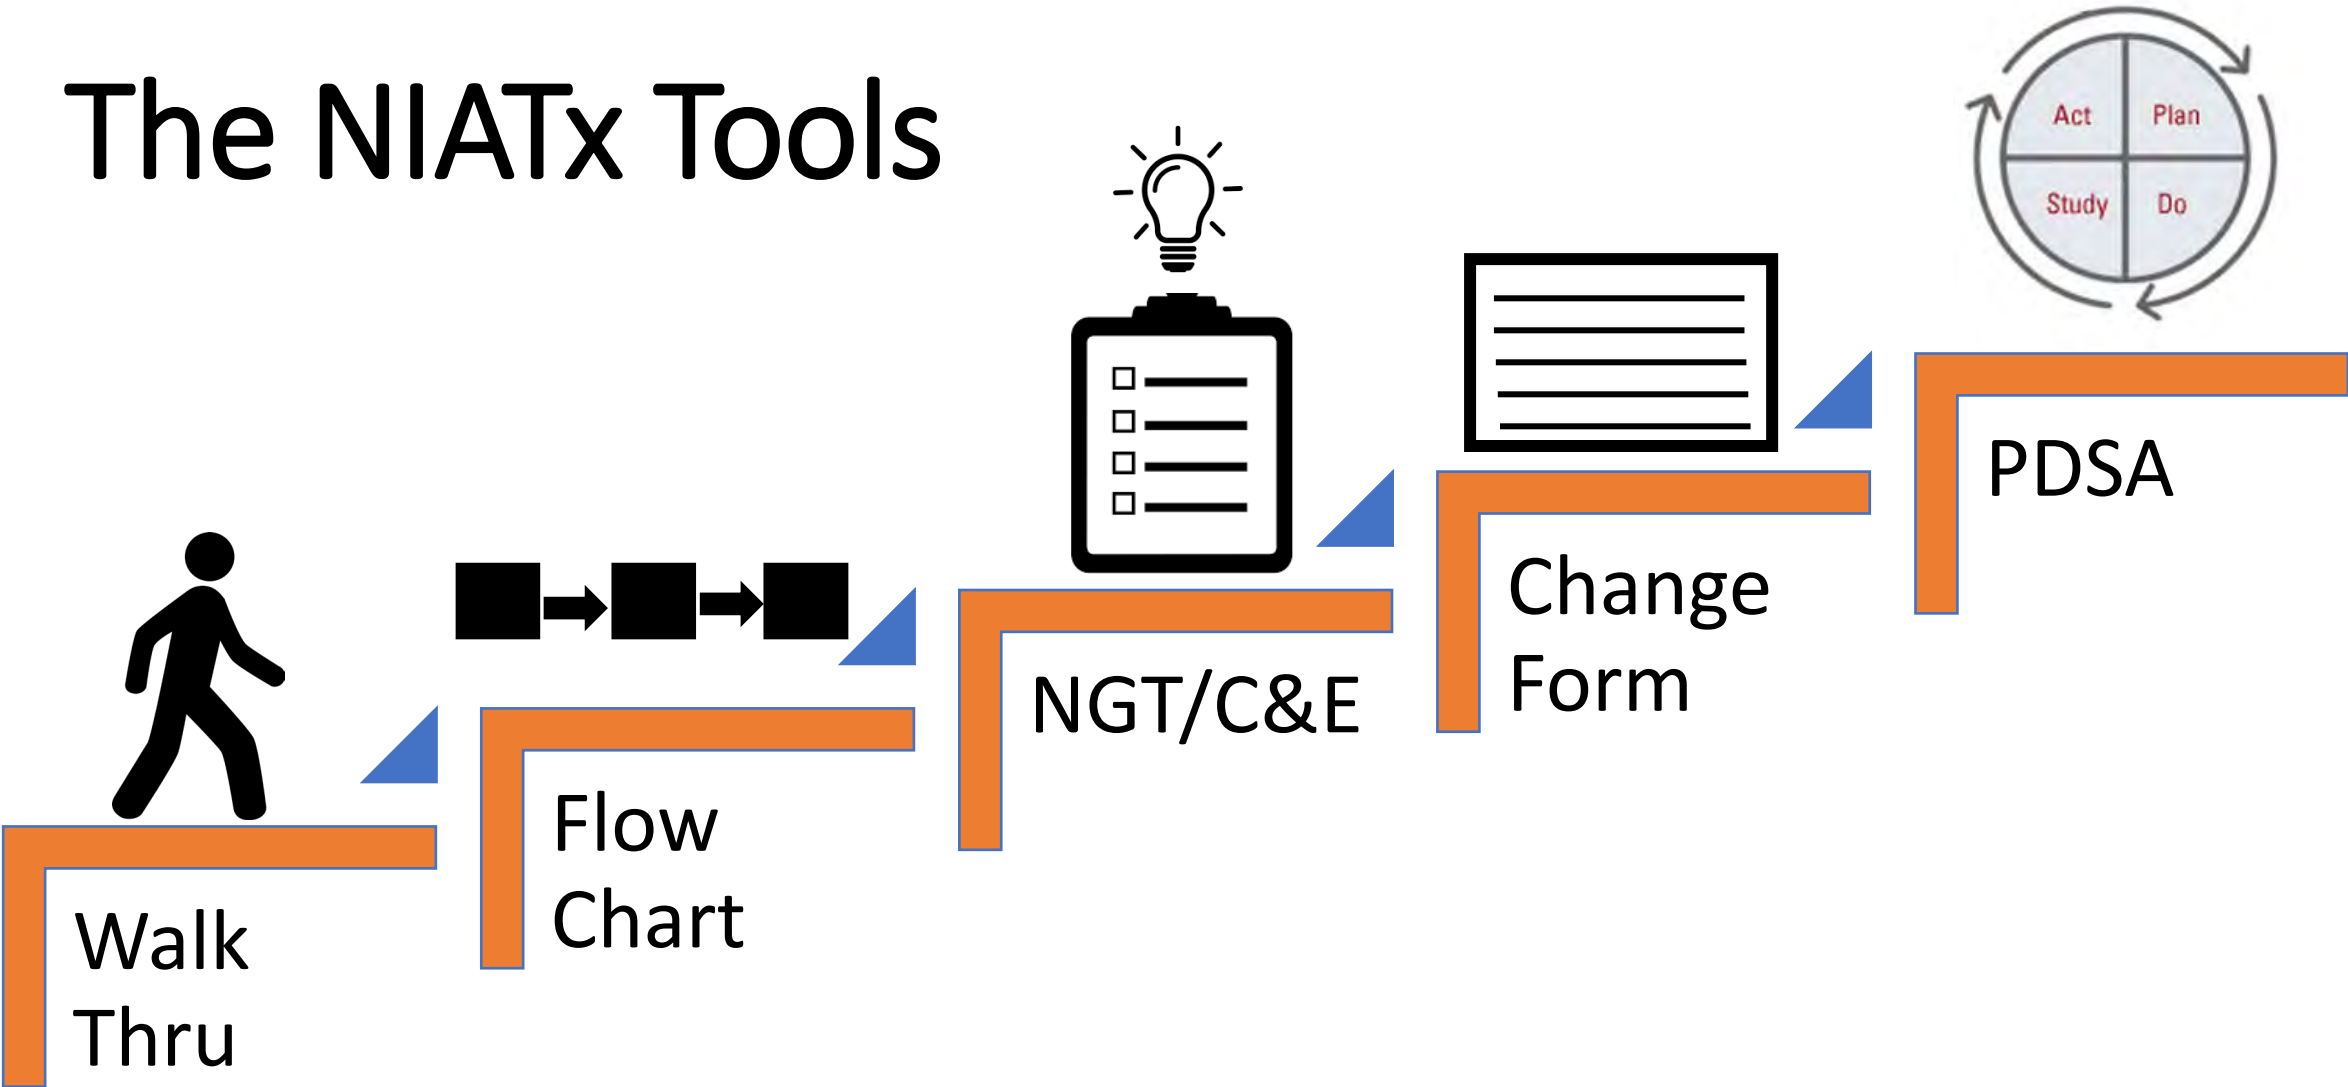 The NIATx Tools
Act
Plan
Study
Do
Walk
Thru
Flow
Chart
NGT/C&E
Change
Form
PDSA